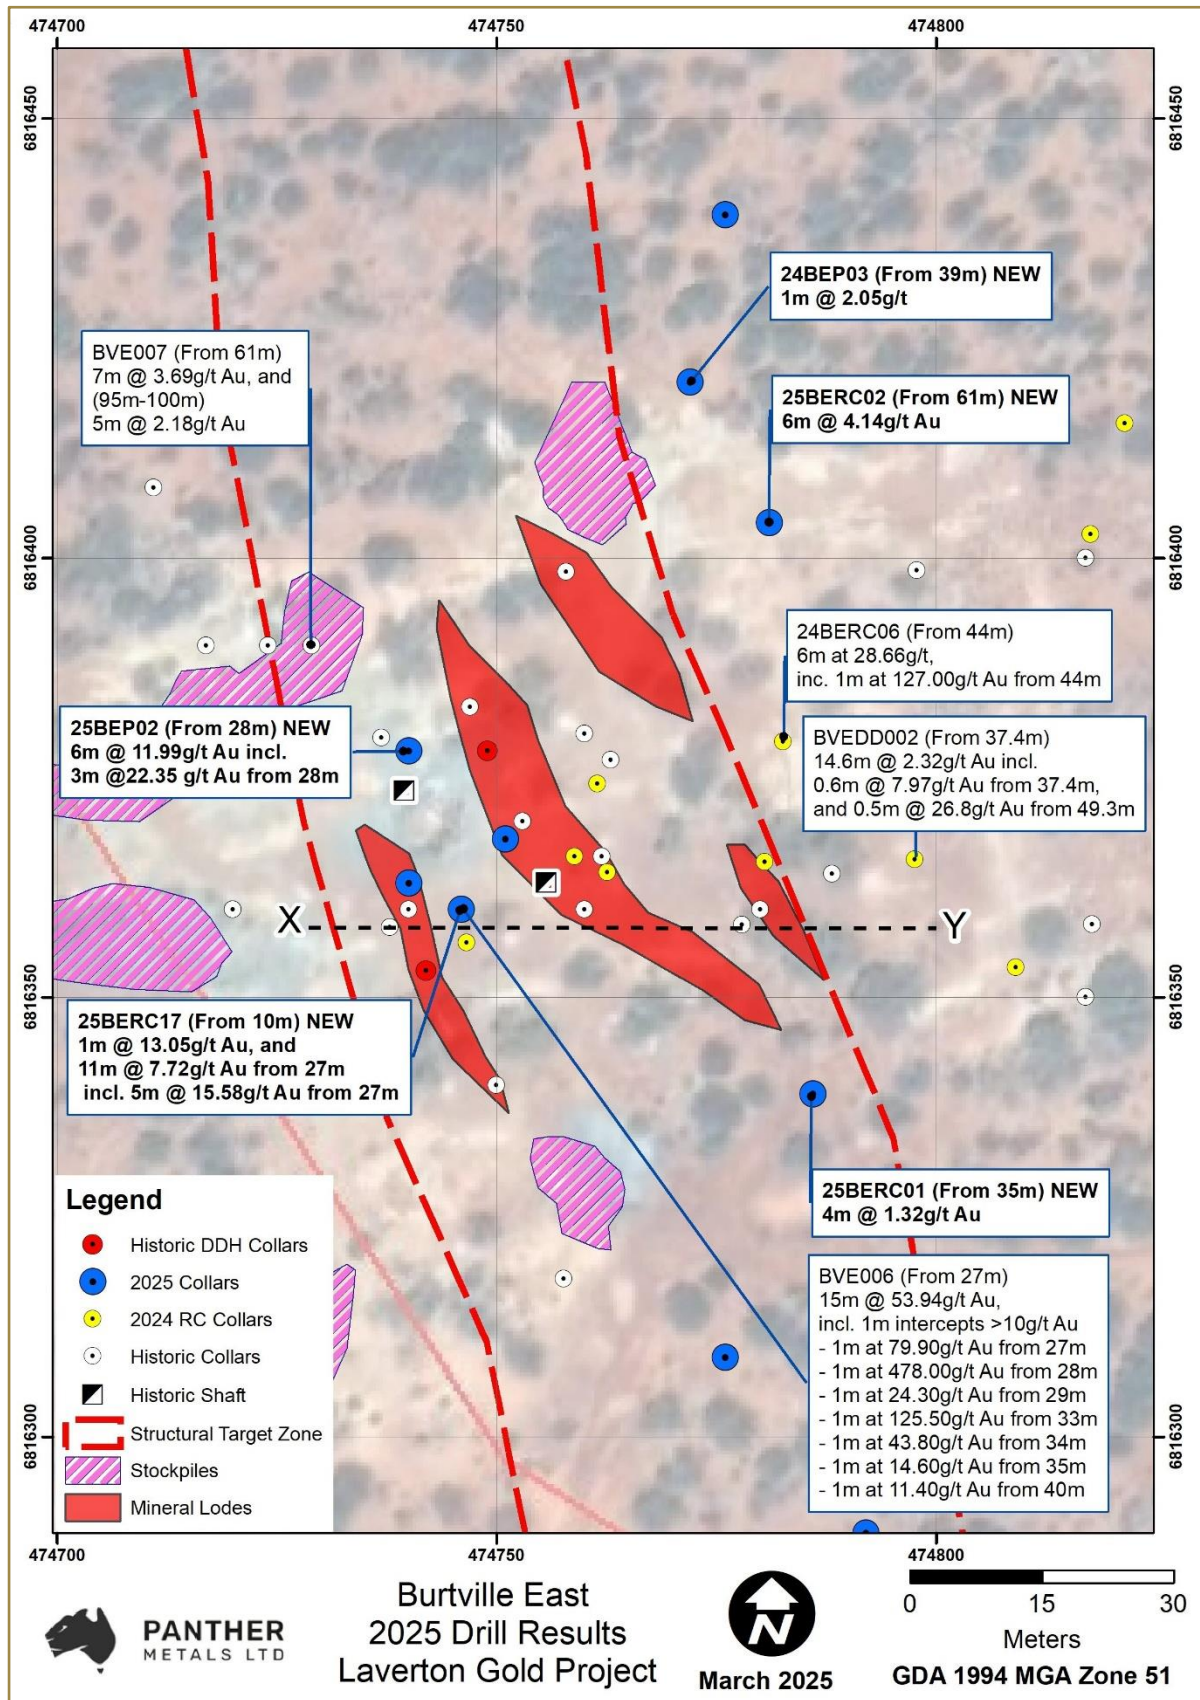 474700
474750
474800
6816450
6816450
24BEP03 (From 39m) NEW
1m @ 2.05g/t
BVE007 (From 61m)
7m @ 3.69g/t Au, and
(95m-100m)
5m @ 2.18g/t Au
25BERC02 (From 61m) NEW
6m @ 4.14g/t Au
6816400
6816400
24BERC06 (From 44m)
6m at 28.66g/t,
inc. 1m at 127.00g/t Au from 44m
25BEP02 (From 28m) NEW
6m @ 11.99g/t Au incl.
3m @22.35 g/t Au from 28m
BVEDD002 (From 37.4m)
14.6m @ 2.32g/t Au incl.
0.6m @ 7.97g/t Au from 37.4m,
and 0.5m @ 26.8g/t Au from 49.3m
X
Y
6816350
6816350
25BERC17 (From 10m) NEW
1m @ 13.05g/t Au, and
11m @ 7.72g/t Au from 27m
incl. 5m @ 15.58g/t Au from 27m
25BERC01 (From 35m) NEW
4m @ 1.32g/t Au
BVE006 (From 27m)
15m @ 53.94g/t Au,
incl. 1m intercepts >10g/t Au
- 1m at 79.90g/t Au from 27m
- 1m at 478.00g/t Au from 28m
- 1m at 24.30g/t Au from 29m
- 1m at 125.50g/t Au from 33m
- 1m at 43.80g/t Au from 34m
- 1m at 14.60g/t Au from 35m
- 1m at 11.40g/t Au from 40m
6816300
Legend
Historic DDH Collars
2025 Collars
2024 RC Collars
Historic Collars
Historic Shaft
Structural Target Zone
Stockpiles
Mineral Lodes
474700
474750
474800
PANTHER
METALS LTD
Burtville East
2025 Drill Results
Laverton Gold Project
N
March 2025
0 15 30
Meters
GDA 1994 MGA Zone 51